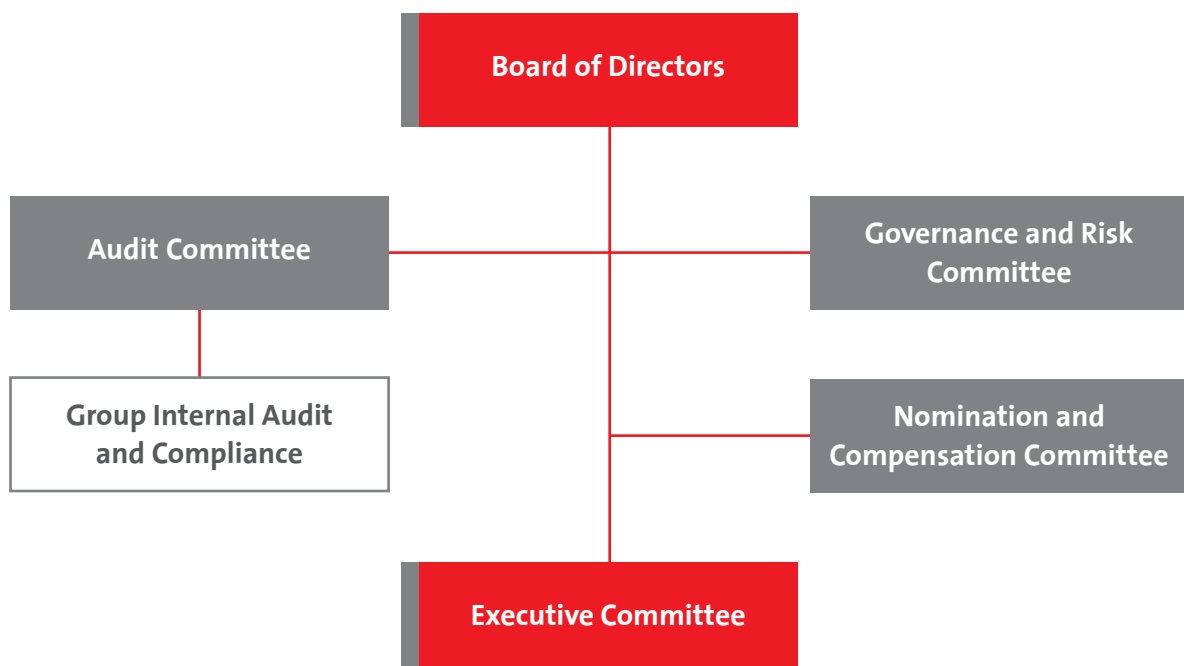 Board of Directors
Audit Committee
Governance and Risk
Committee
Group Internal Audit
and Compliance
Nomination and
Compensation Committee
Executive Committee